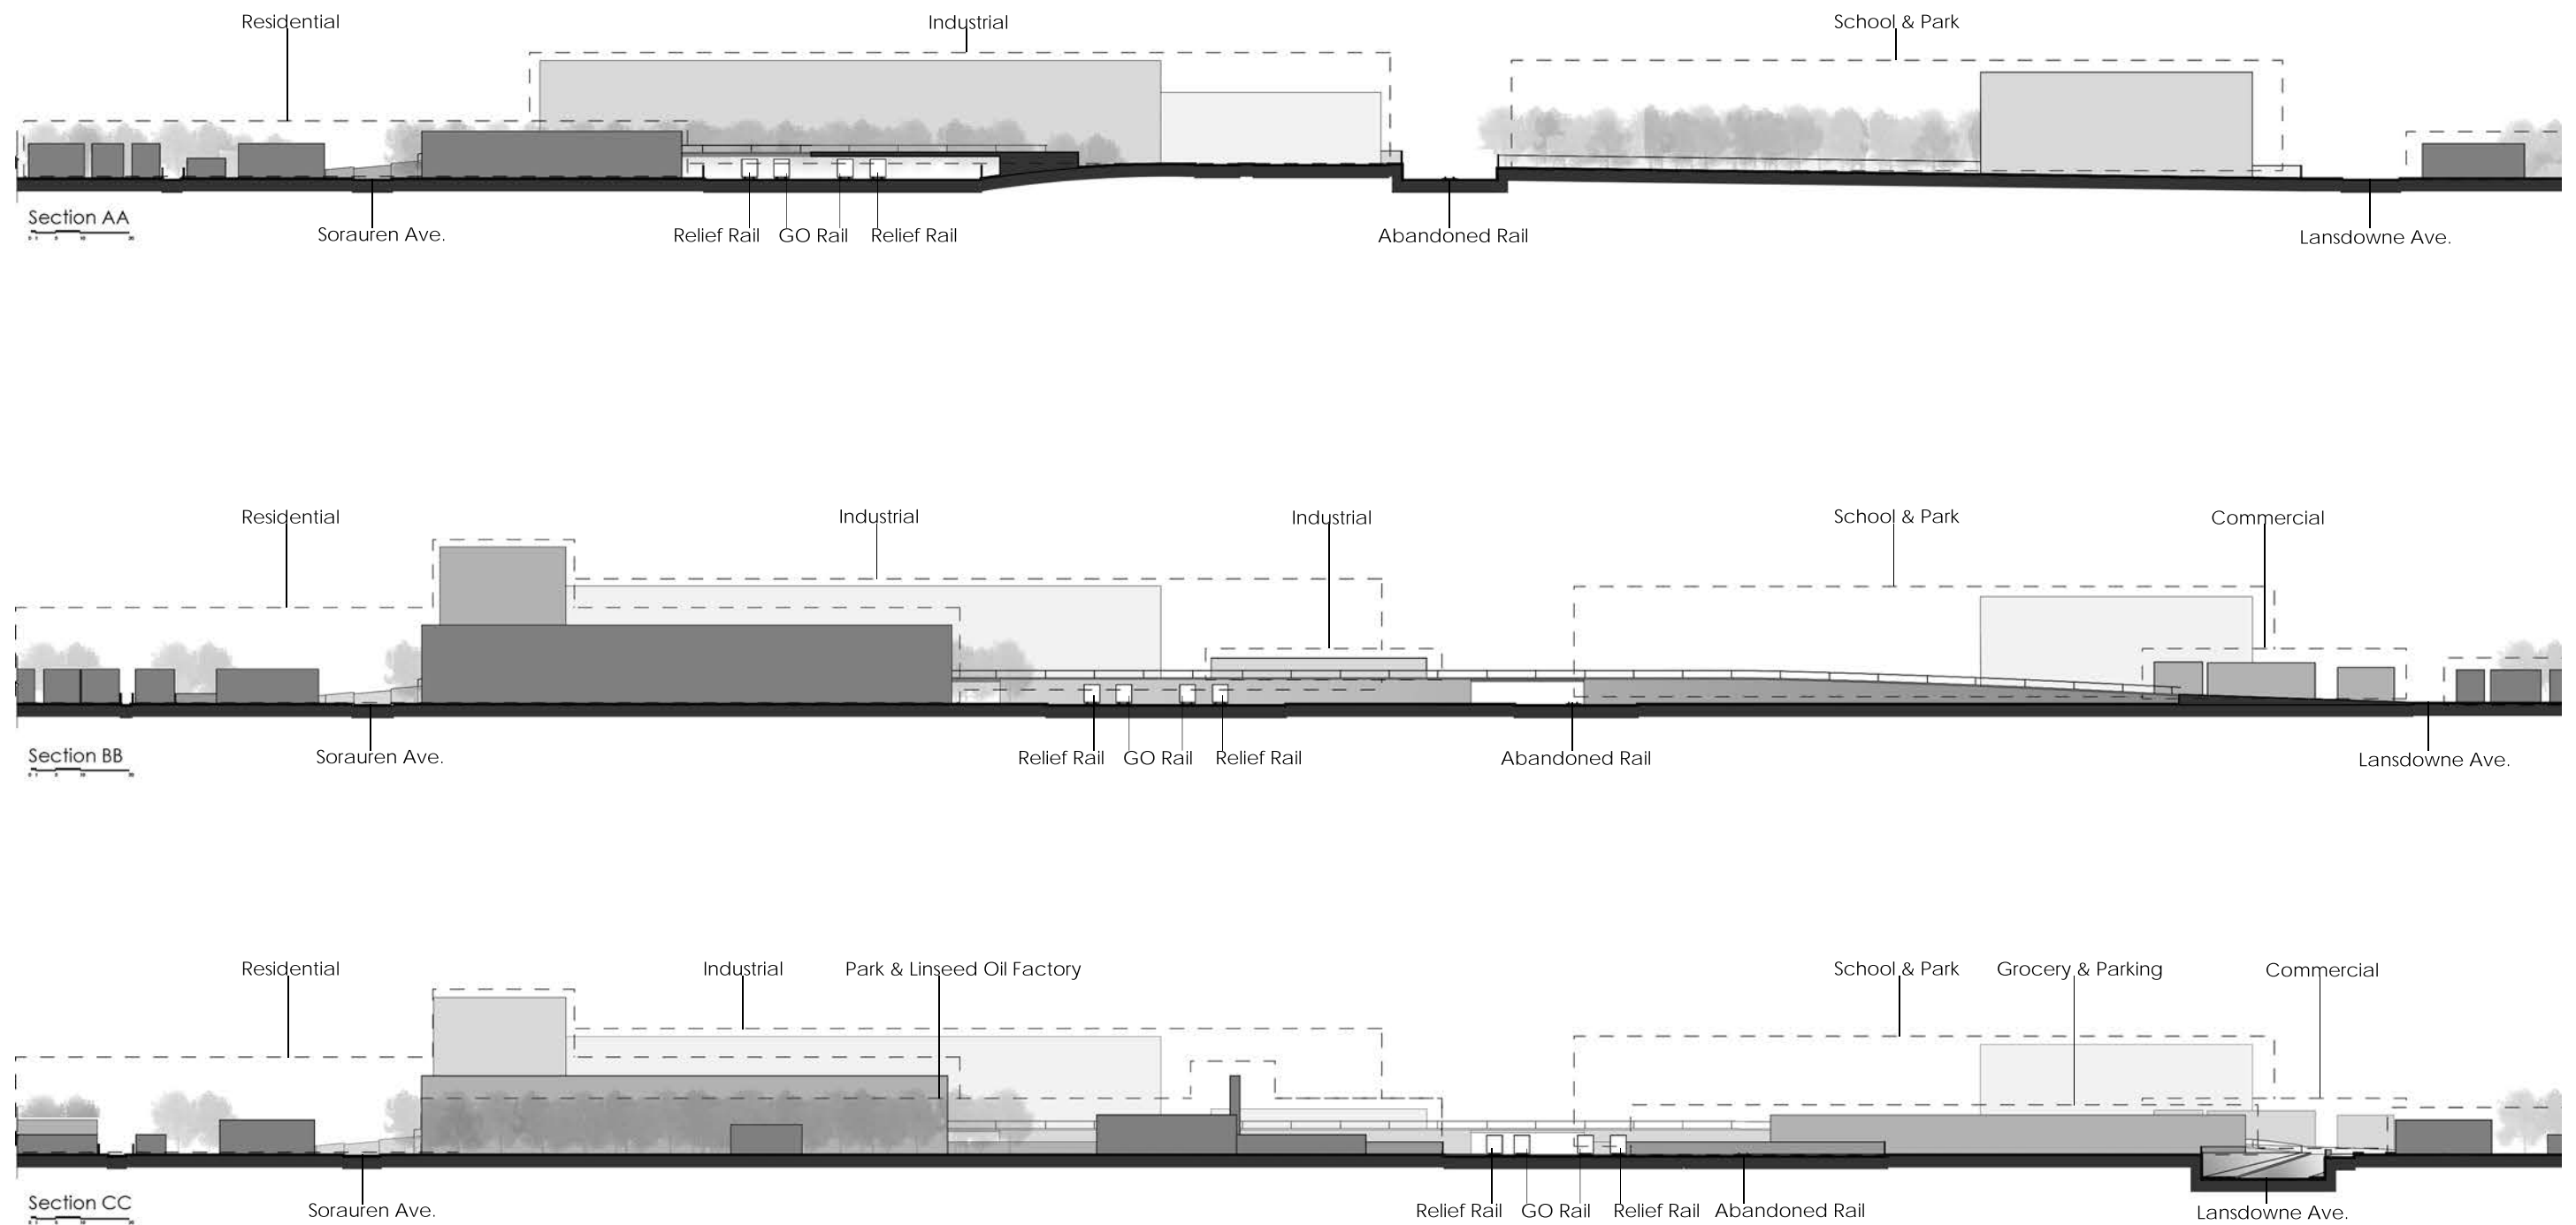 Residential
Industrial
School & Park
Section AA
Sorauren Ave.
Relief Rail
GO Rail
Relief Rail
Abandoned Rail
Lansdowne Ave.
Residential
Industrial
Industrial
School & Park
Commercial
Section BB
Sorauren Ave.
Relief Rail
GO Rail
Relief Rail
Abandoned Rail
Lansdowne Ave.
Residential
Industrial
Park & Linseed Oil Factory
School & Park
Grocery & Parking
Commercial
Section CC
Sorauren Ave.
Relief Rail
GO Rail
Relief Rail
Abandoned Rail
Lansdowne Ave.